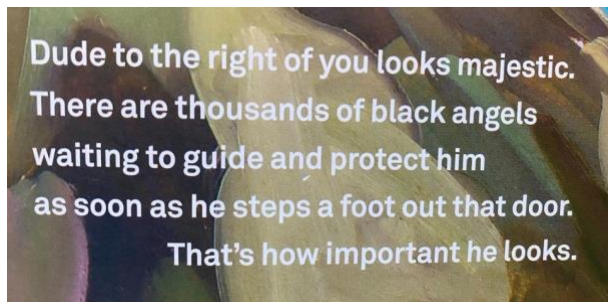 Dude to the right of you looks majestic.
There are thousands of black angels
waiting to guide and protect him
as soon as he steps a foot out that door.
That's how important he looks.